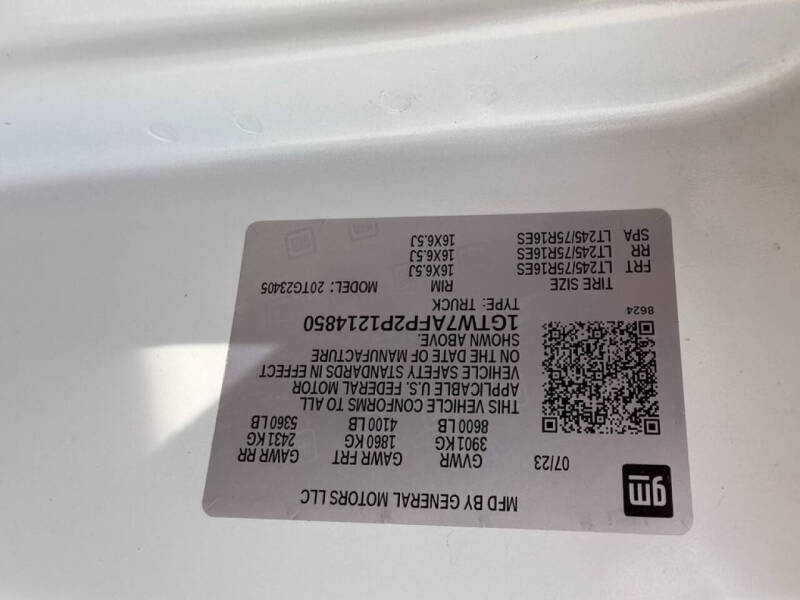 gm
MFD BY GENERAL MOTORS LLC
07/23 GVWR GAWR FRT GAWR RR
3901 KG 1860 KG 2431 KG
8600 LB 4100 LB 5360 LB
THIS VEHICLE CONFORMS TO ALL
APPLICABLE U.S. FEDERAL MOTOR
VEHICLE SAFETY STANDARDS IN EFFECT
ON THE DATE OF MANUFACTURE
SHOWN ABOVE.
1GTW7AFP2P1214850
8624
TYPE: TRUCK MODEL: 20TG23405
TIRE SIZE RIM
FRT LT245/75R16ES 16X6.5J
RR LT245/75R16ES 16X6.5J
SPA LT245/75R16ES 16X6.5J